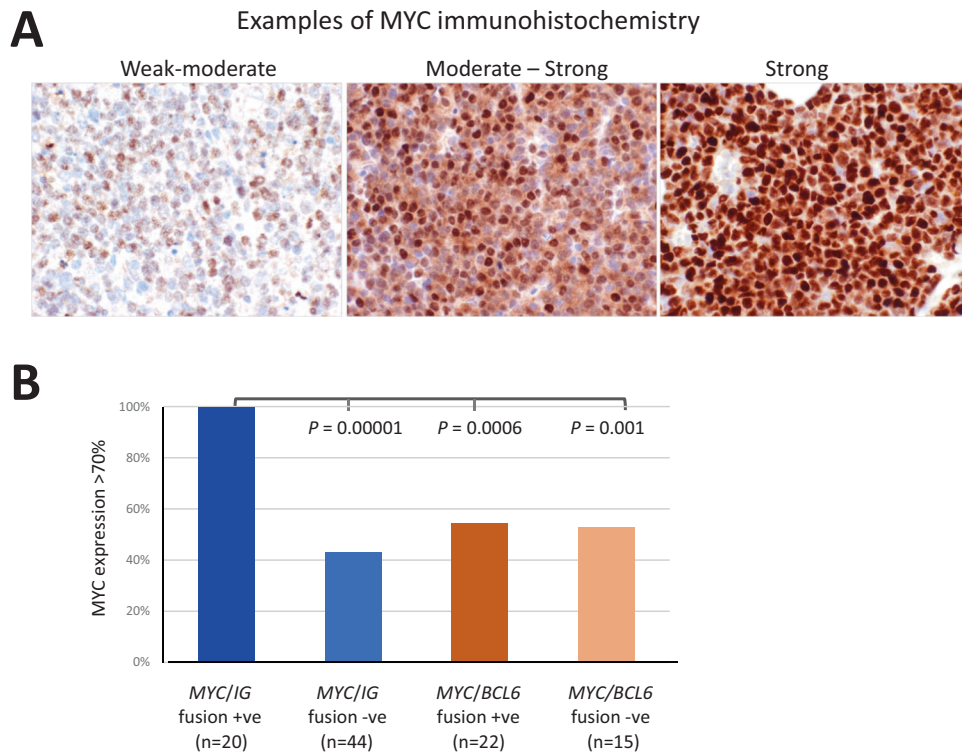 A
Examples of MYC immunohistochemistry
Weak-moderate
Moderate – Strong
Strong
B
MYC expression >70%
100%
80%
60%
40%
20%
0%
P = 0.00001
P = 0.0006
P = 0.001
MYC/IG
fusion +ve
(n=20)
MYC/IG
fusion -ve
(n=44)
MYC/BCL6
fusion +ve
(n=22)
MYC/BCL6
fusion -ve
(n=15)